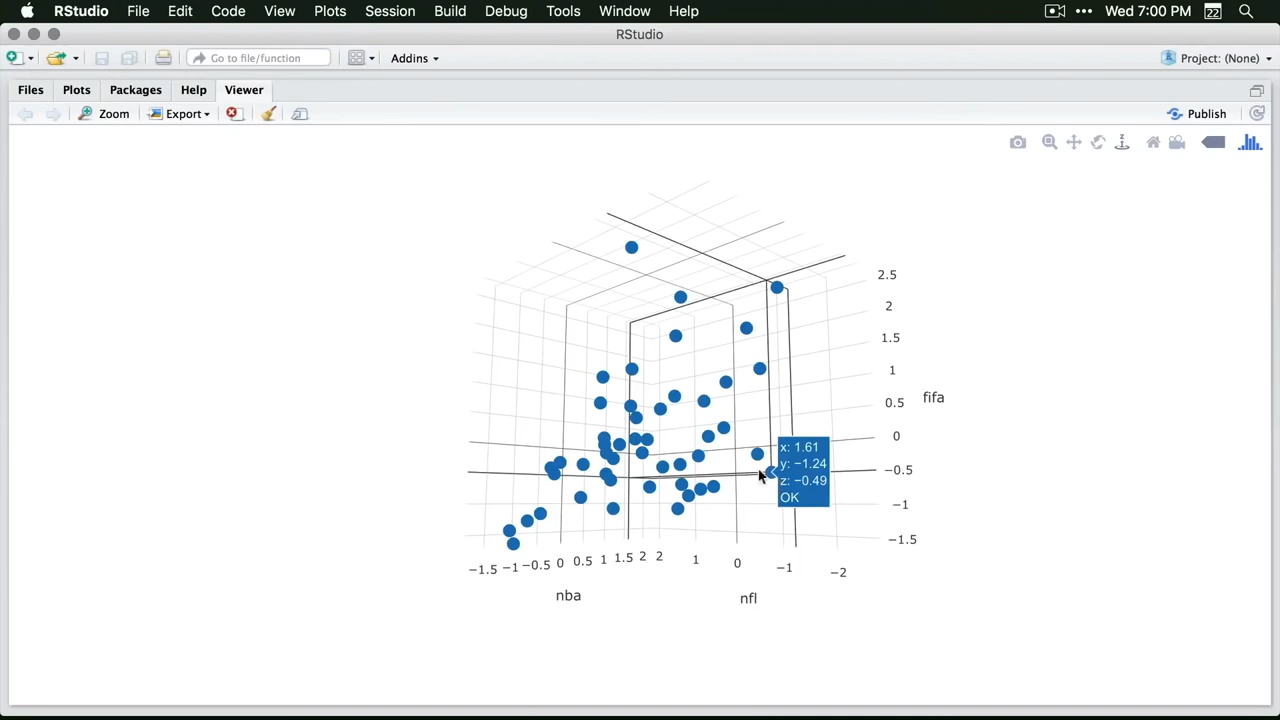 RStudio File Edit Code View Plots Session Build Debug Tools Window Help Wed 7:00 PM 22
RStudio
Go to file/function Addins Project: (None)
Files Plots Packages Help Viewer
Zoom Export Publish
z
2.5
2
1.5
1
0.5
0
−0.5
−1
−1.5
fifa
x: 1.61
y: −1.24
z: −0.49
OK
−1.5 −1 −0.5 0 0.5 1 1.5 2 2 1 0 −1 −2
nba nfl